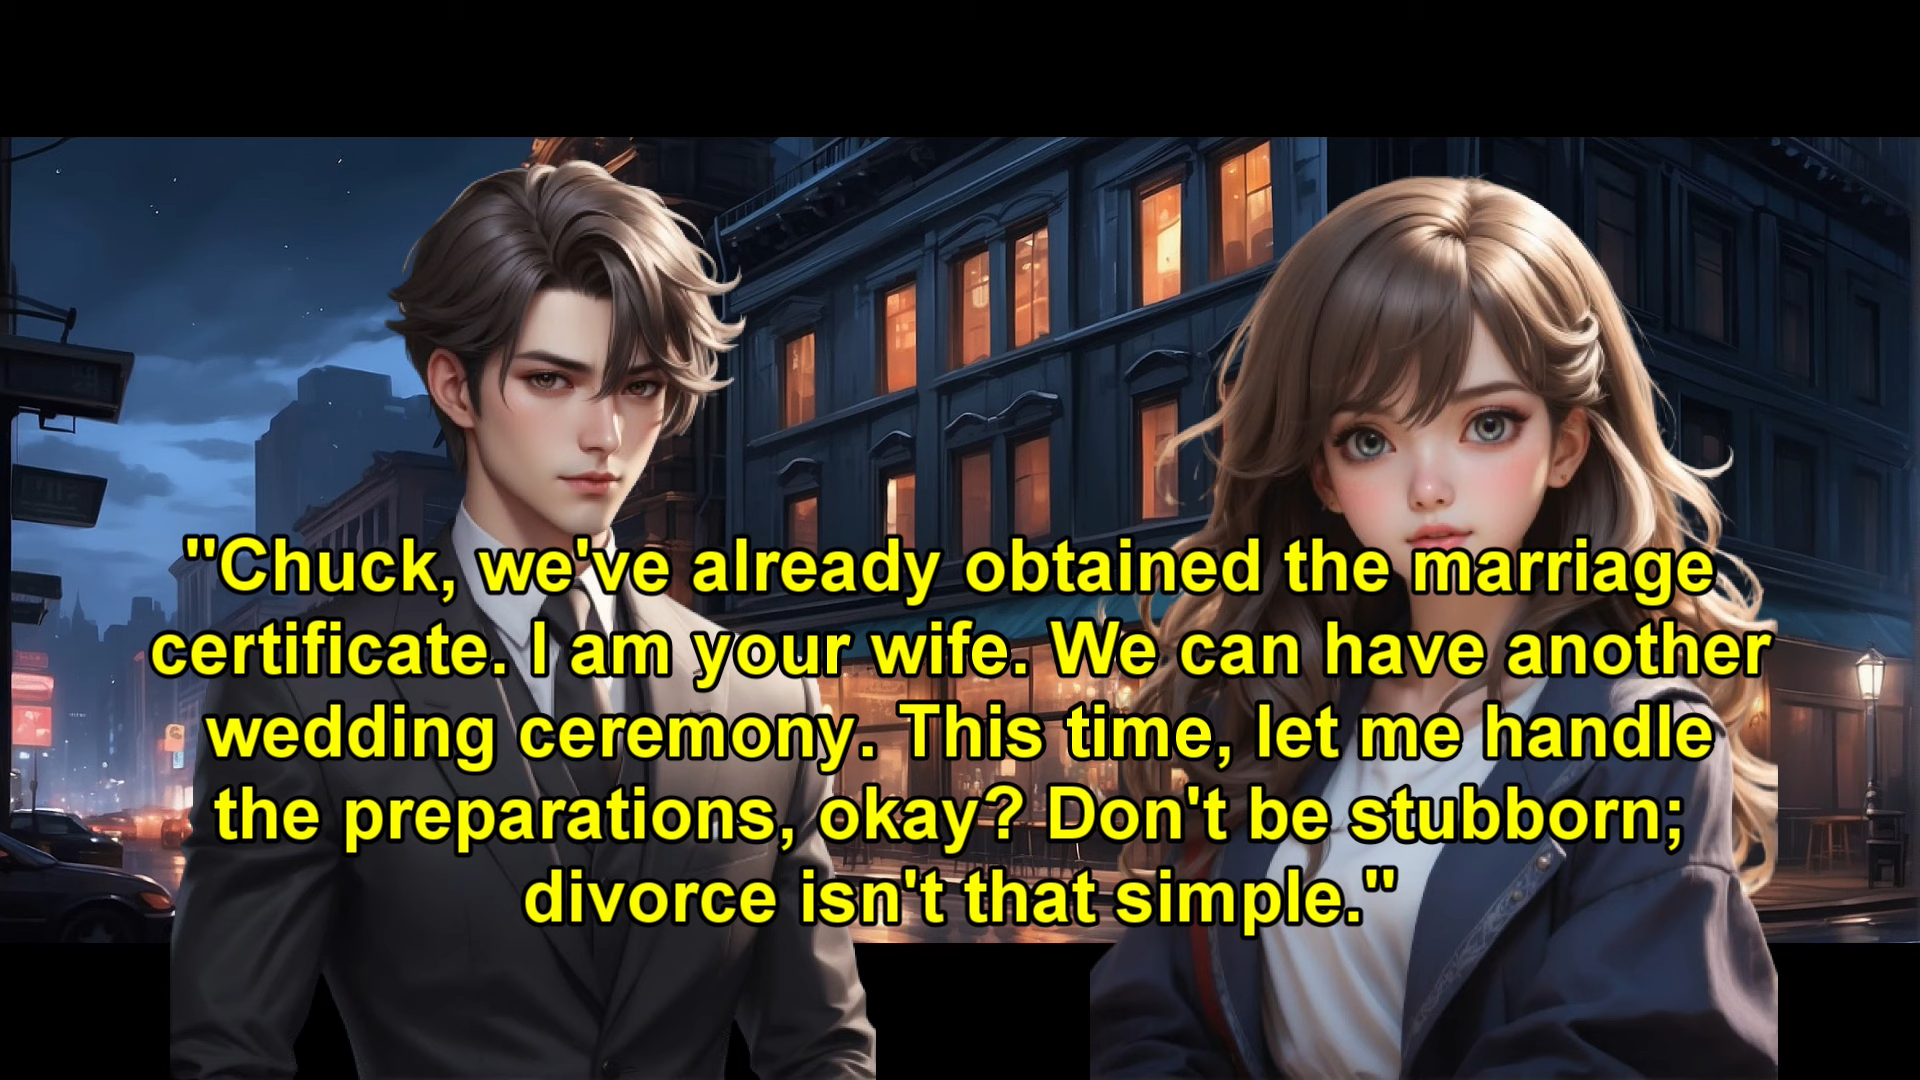 "Chuck, we've already obtained the marriage
certificate. I am your wife. We can have another
wedding ceremony. This time, let me handle
the preparations, okay? Don't be stubborn;
divorce isn't that simple."